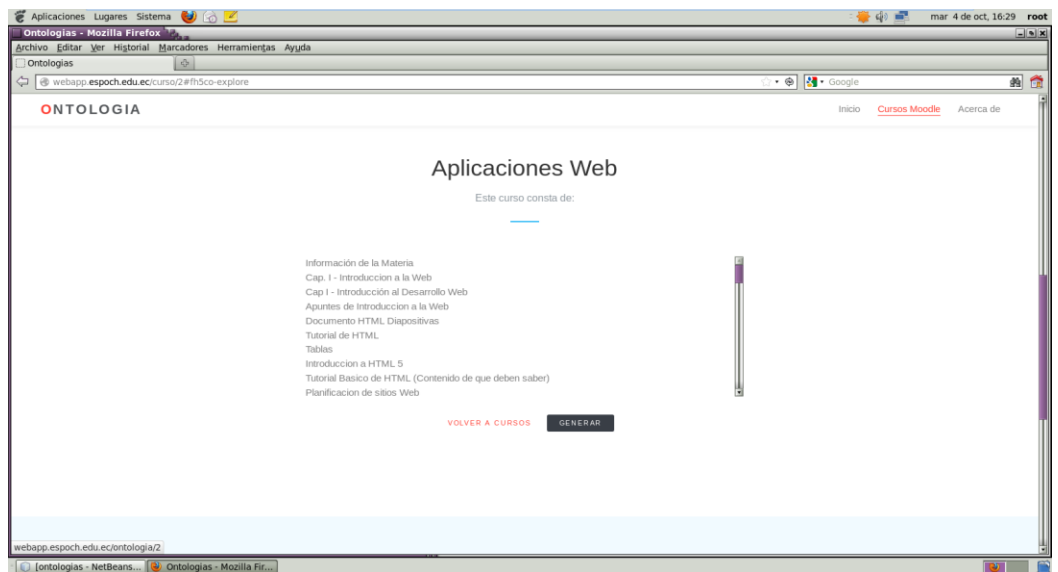 Aplicaciones Lugares Sistema mar 4 de oct, 16:29 root
Ontologias - Mozilla Firefox
Archivo Editar Ver Historial Marcadores Herramientas Ayuda
Ontologias
webapp.espoch.edu.ec/curso/2#fh5co-explore Google
ONTOLOGIA Inicio Cursos Moodle Acerca de
Aplicaciones Web
Este curso consta de:
Información de la Materia
Cap. I - Introduccion a la Web
Cap I - Introducción al Desarrollo Web
Apuntes de Introduccion a la Web
Documento HTML Diapositivas
Tutorial de HTML
Tablas
Introduccion a HTML 5
Tutorial Basico de HTML (Contenido de que deben saber)
Planificacion de sitios Web
VOLVER A CURSOS GENERAR
webapp.espoch.edu.ec/ontologia/2
[ontologias - NetBeans... Ontologias - Mozilla Fir...